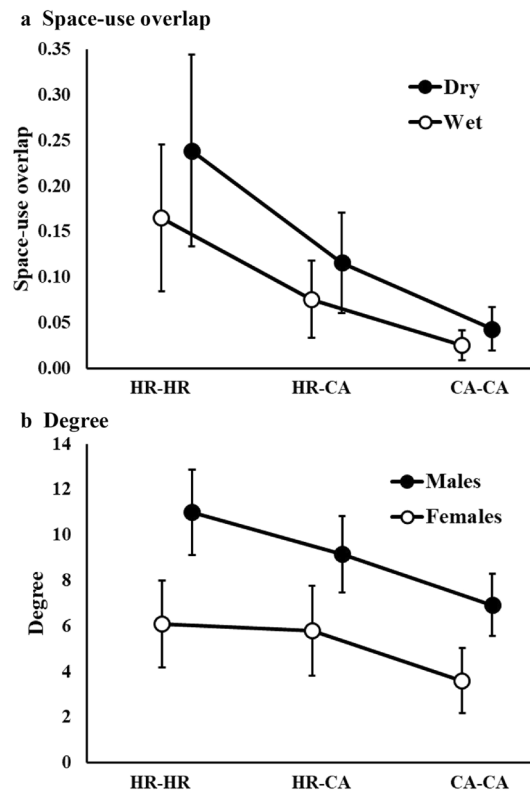 a Space-use overlap
0.35
0.30
0.25
0.20
0.15
0.10
0.05
0.00
Space-use overlap
Dry
Wet
HR-HR HR-CA CA-CA
b Degree
14
12
10
8
6
4
2
0
Degree
Males
Females
HR-HR HR-CA CA-CA